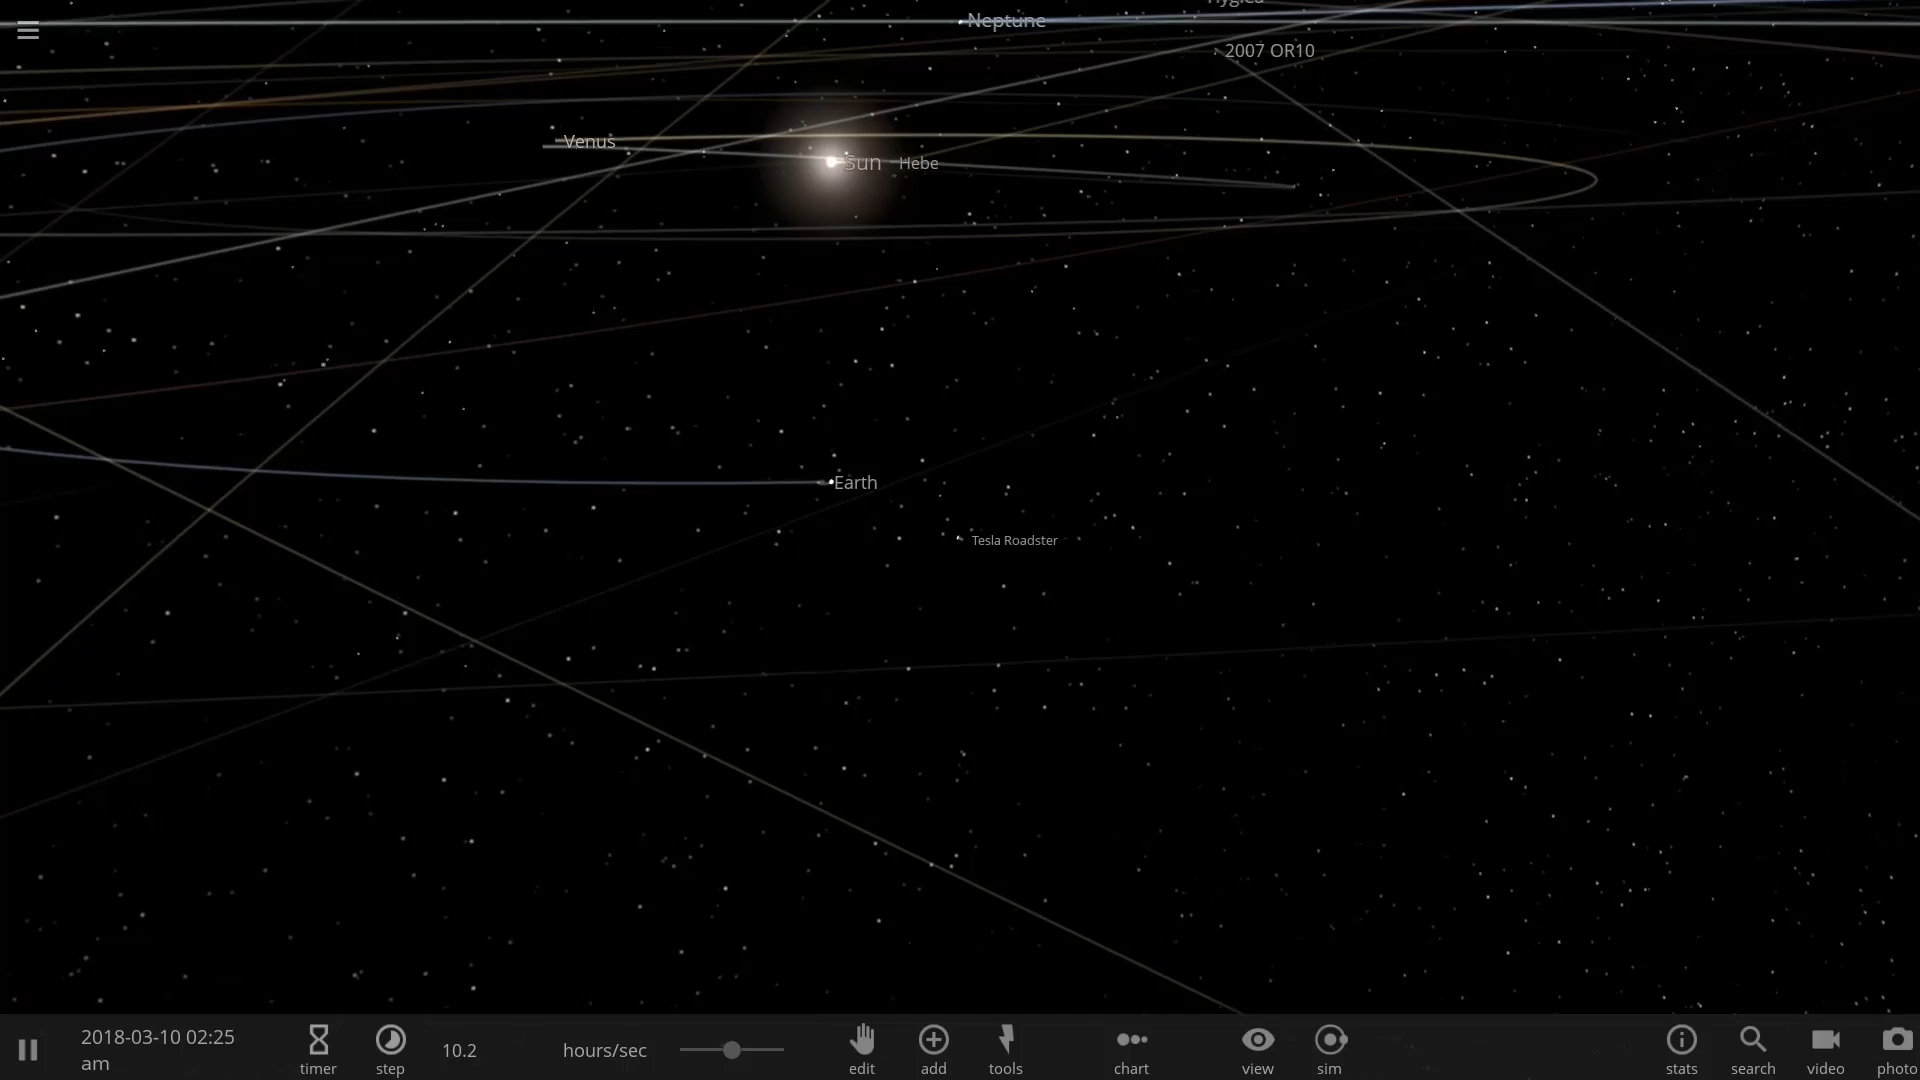 Hygiea
Neptune
2007 OR10
Venus
Sun
Hebe
Earth
Tesla Roadster
2018-03-10 02:25
am
timer
step
10.2
hours/sec
edit
add
tools
chart
view
sim
stats
search
video
photo